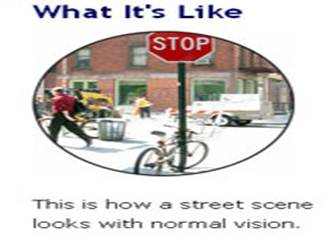 What It's Like
STOP
This is how a street scene
looks with normal vision.